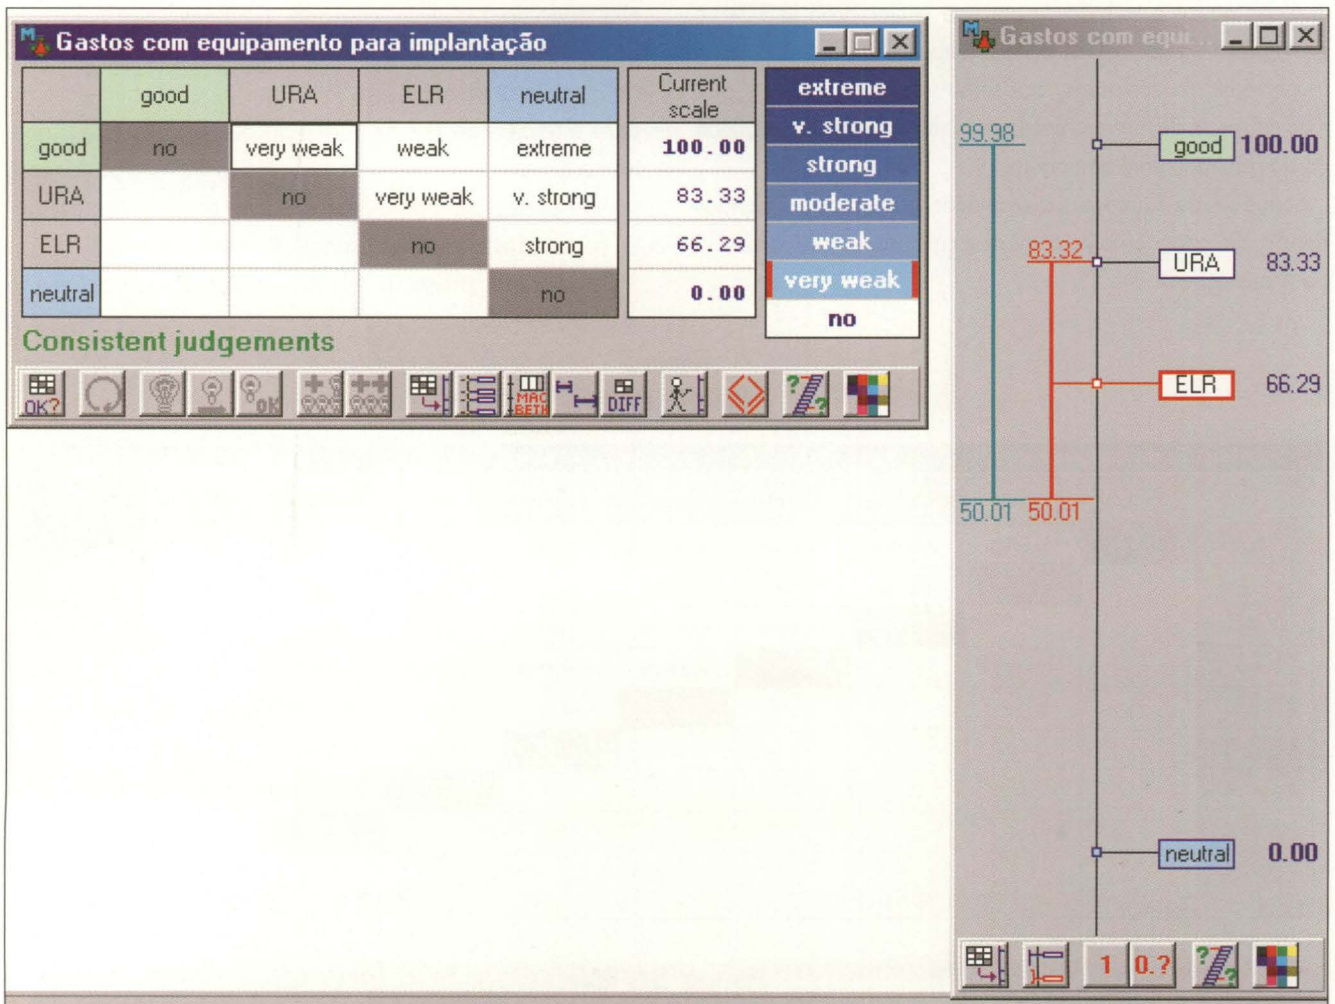 Gastos com equipamento para implantação
good URA ELR neutral Current scale
good no very weak weak extreme 100.00
URA no very weak v. strong 83.33
ELR no strong 66.29
neutral no 0.00
extreme
v. strong
strong
moderate
weak
very weak
no
Consistent judgements
OK? OK MAC BETH DIFF ? ?
Gastos com equi...
99.98 good 100.00
83.32 URA 83.33
ELR 66.29
50.01 50.01
neutral 0.00
1 0.? ? ?